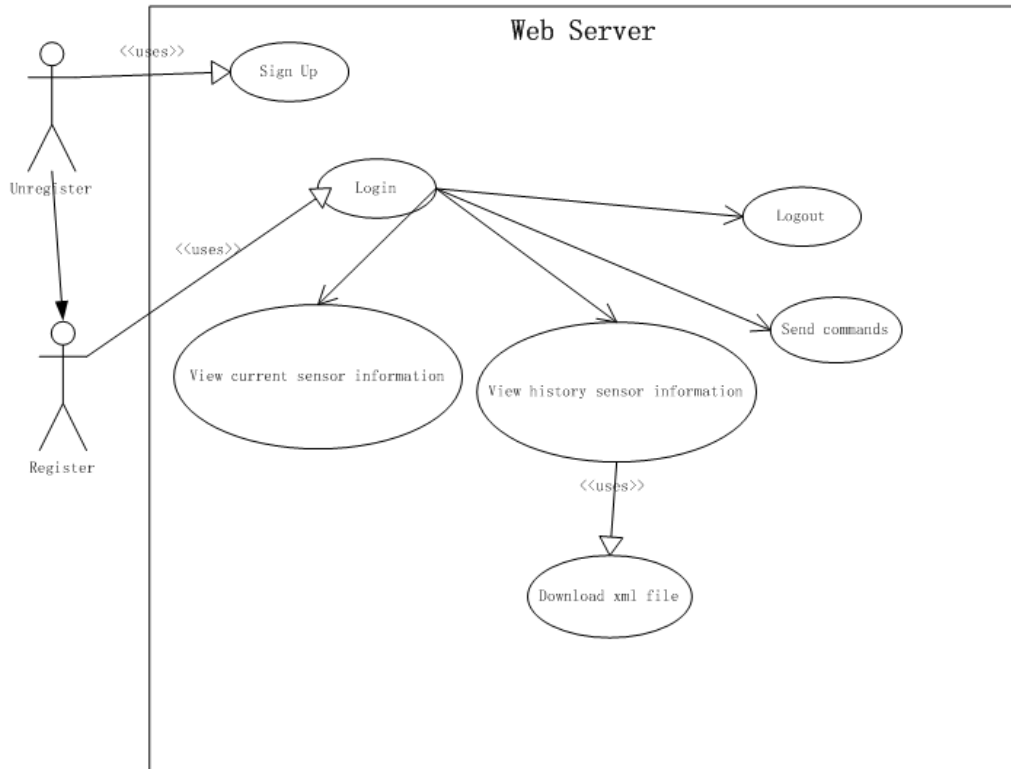 Web Server
<<uses>>
Sign Up
Unregister
Login
Logout
<<uses>>
Send commands
View current sensor information
View history sensor information
Register
<<uses>>
Download xml file